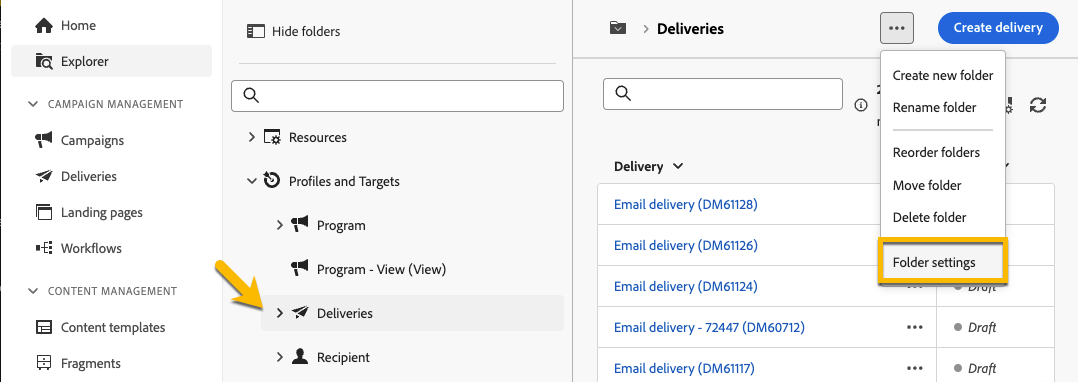 Home
Explorer
CAMPAIGN MANAGEMENT
Campaigns
Deliveries
Landing pages
Workflows
CONTENT MANAGEMENT
Content templates
Fragments
Hide folders
Resources
Profiles and Targets
Program
Program - View (View)
Deliveries
Recipient
Deliveries
Create delivery
Create new folder
Rename folder
Reorder folders
Move folder
Delete folder
Folder settings
Delivery
Email delivery (DM61128)
Email delivery (DM61126)
Email delivery (DM61124)
Draft
Email delivery - 72447 (DM60712)
Draft
Email delivery (DM61117)
Draft